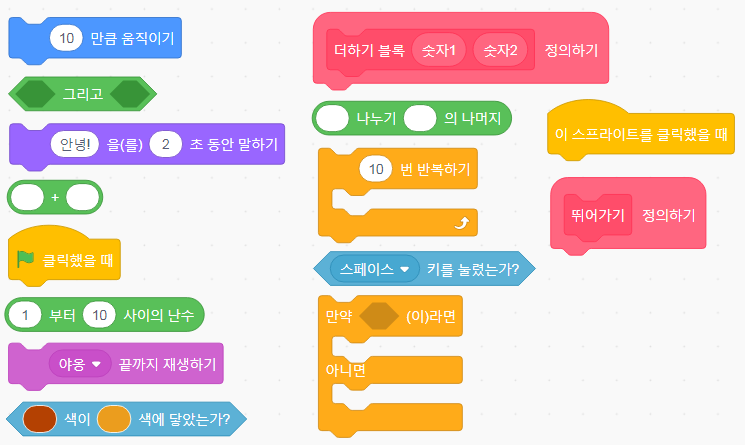 10 만큼 움직이기
그리고
안녕! 을(를) 2 초 동안 말하기
+
클릭했을 때
1 부터 10 사이의 난수
야옹 끝까지 재생하기
색이 색에 닿았는가?
더하기 블록 숫자1 숫자2 정의하기
나누기 의 나머지
10 번 반복하기
스페이스 키를 눌렀는가?
만약 (이)라면
아니면
이 스프라이트를 클릭했을 때
뛰어가기 정의하기